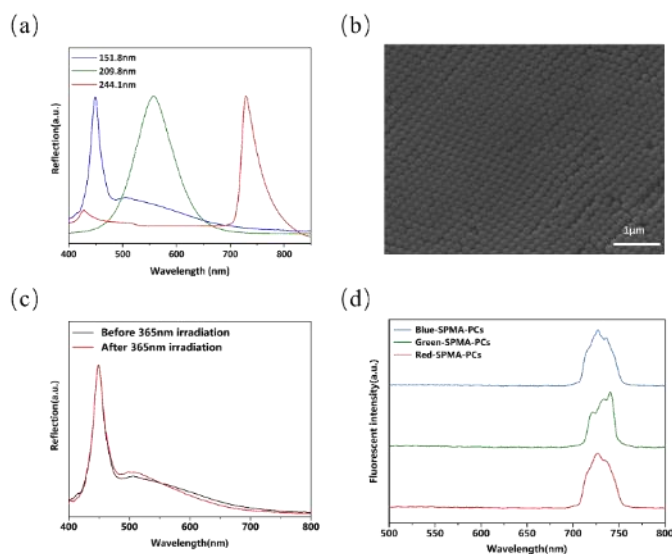 (a)
151.8nm
209.8nm
244.1nm
Reflection(a.u.)
400 500 600 700 800
Wavelength (nm)
(b)
1μm
(c)
Before 365nm irradiation
After 365nm irradiation
Reflection(a.u.)
400 500 600 700 800
Wavelength(nm)
(d)
Blue-SPMA-PCs
Green-SPMA-PCs
Red-SPMA-PCs
Fluorescent intensity(a.u.)
500 550 600 650 700 725 750 800
Wavelength(nm)